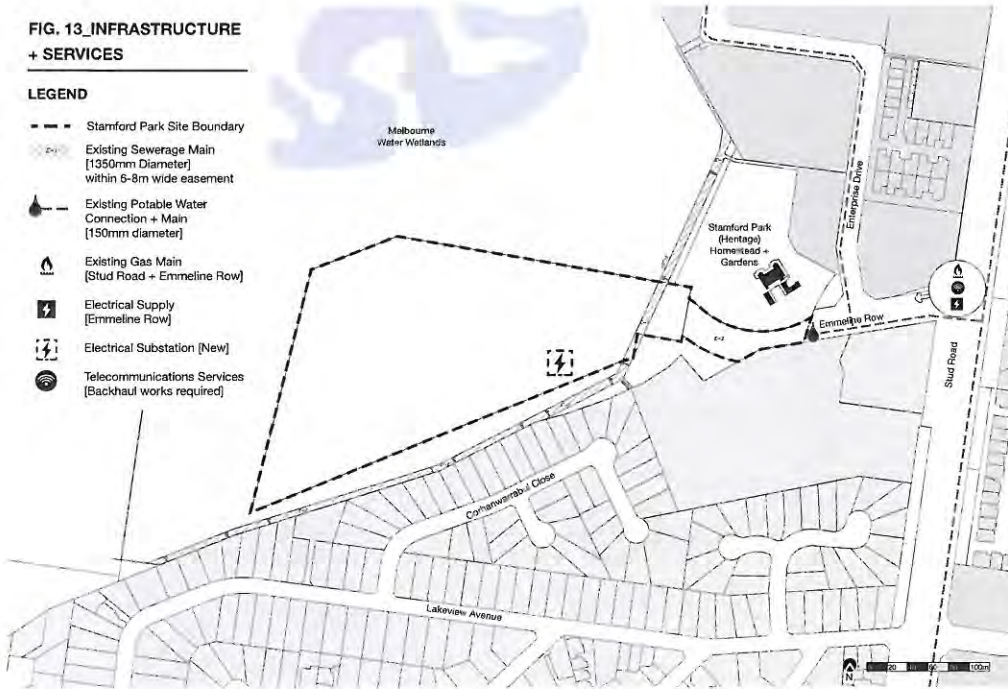 FIG. 13_INFRASTRUCTURE
+ SERVICES
LEGEND
Stamford Park Site Boundary
Existing Sewerage Main
[1350mm Diameter]
within 6-8m wide easement
Existing Potable Water
Connection + Main
[150mm diameter]
Existing Gas Main
[Stud Road + Emmeline Row]
Electrical Supply
[Emmeline Row]
Electrical Substation [New]
Telecommunications Services
[Backhaul works required]
Melbourne
Water Wetlands
Stamford Park
(Heritage)
Homestead +
Gardens
Enterprise Drive
Emmeline Row
Stud Road
Corhanwarrabul Close
Lakeview Avenue
N
20
100m